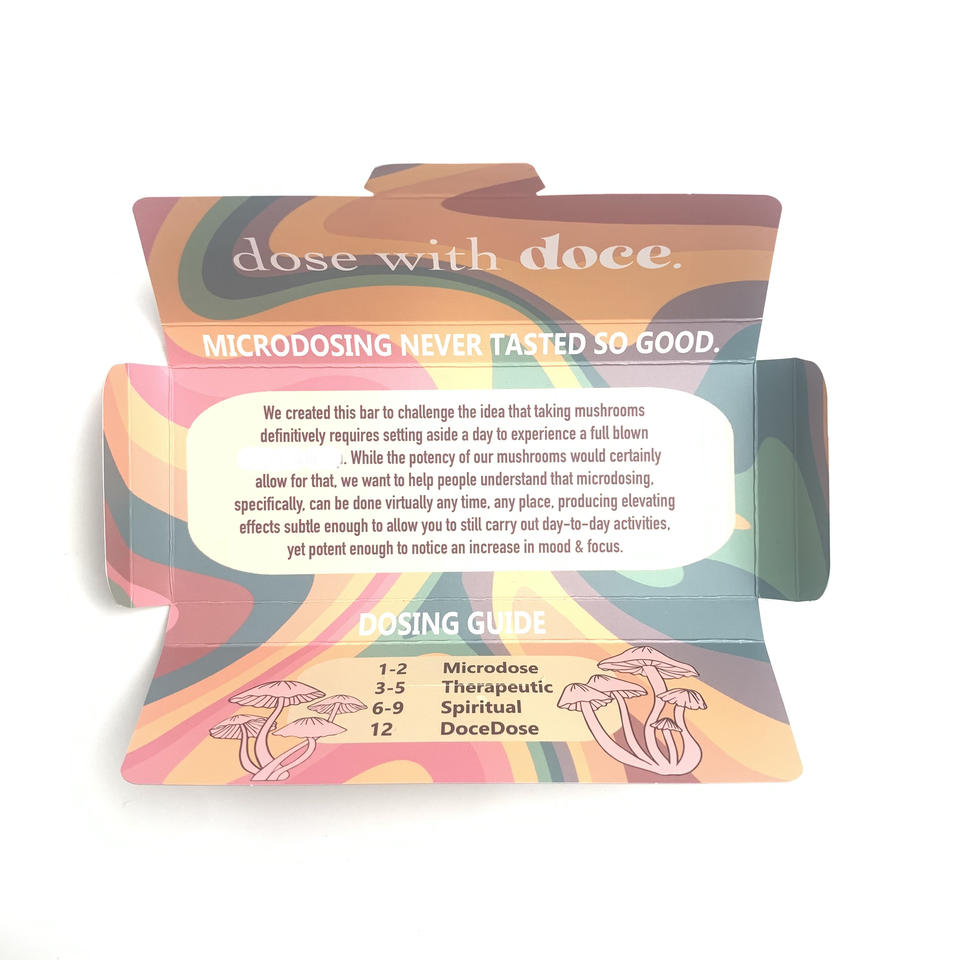 dose with doce.
MICRODOSING NEVER TASTED SO GOOD.
We created this bar to challenge the idea that taking mushrooms
definitively requires setting aside a day to experience a full blown
. While the potency of our mushrooms would certainly
allow for that, we want to help people understand that microdosing,
specifically, can be done virtually any time, any place, producing elevating
effects subtle enough to allow you to still carry out day-to-day activities,
yet potent enough to notice an increase in mood & focus.
DOSING GUIDE
1-2 Microdose
3-5 Therapeutic
6-9 Spiritual
12 DoceDose